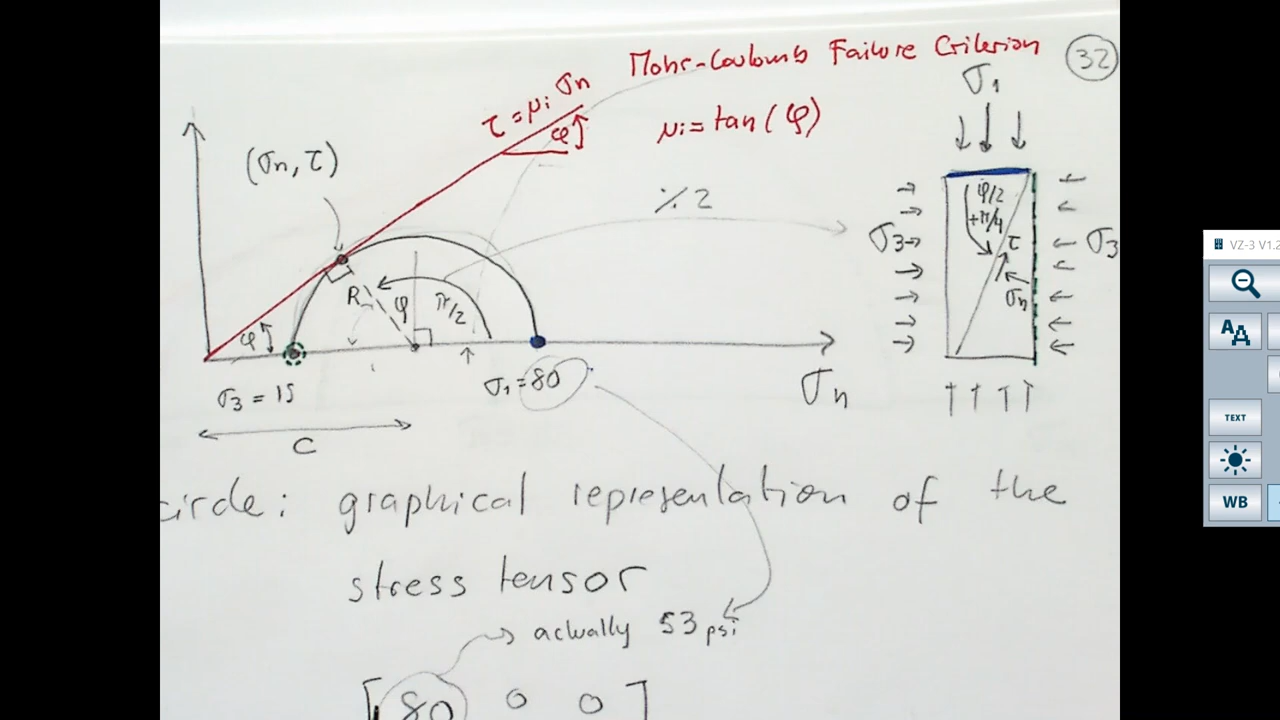 Mohr-Coulomb Failure Criterion
32
τ = μi σn
φ
μi = tan(φ)
σ1
(σn, τ)
% 2
φ/2
+π/4
σ3
τ
σ3
σn
R
φ
π/2
φ
σ3 = 15
σ1 = 80
σn
C
circle: graphical representation of the
stress tensor
→ actually 53 psi
[80 0 0]
VZ-3 V1.2
AA
TEXT
WB